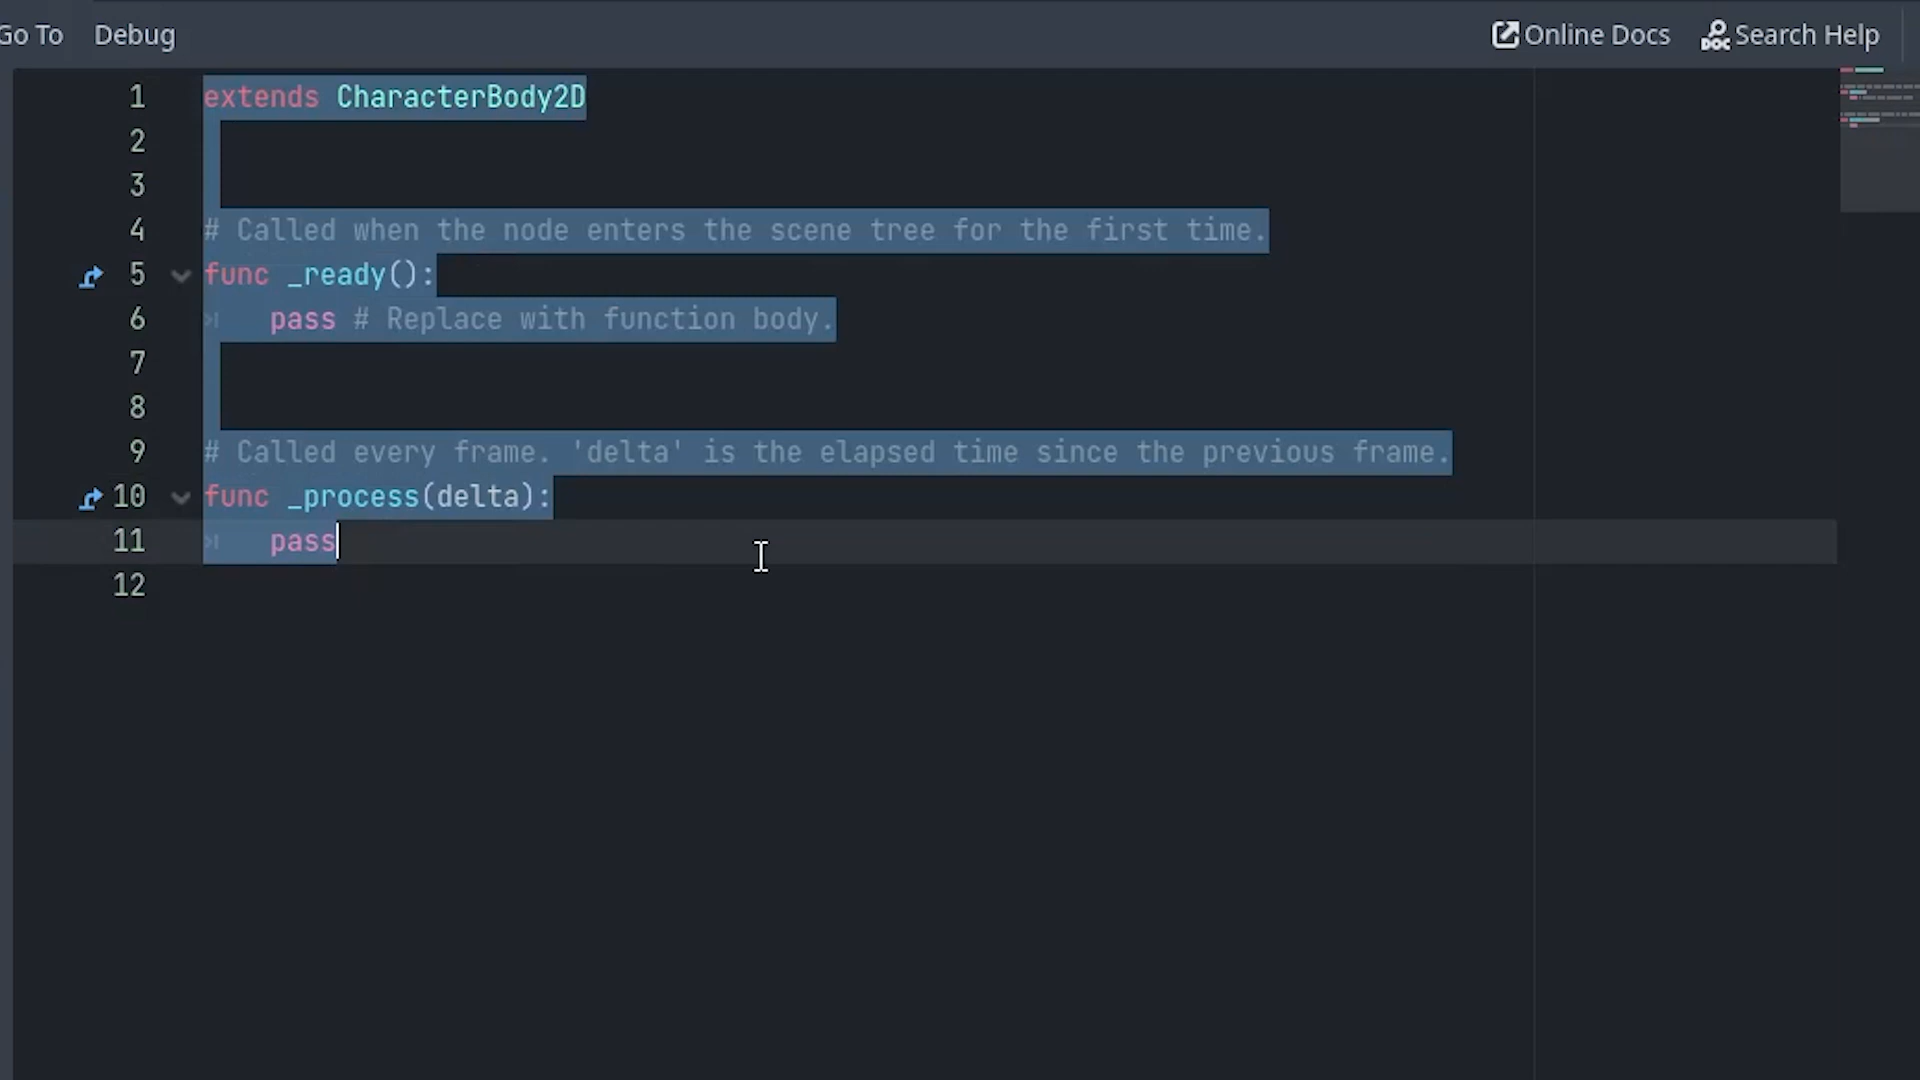 Go To Debug Online Docs Search Help
1 extends CharacterBody2D
2
3
4 # Called when the node enters the scene tree for the first time.
5 func _ready():
6 pass # Replace with function body.
7
8
9 # Called every frame. 'delta' is the elapsed time since the previous frame.
10 func _process(delta):
11 pass
12